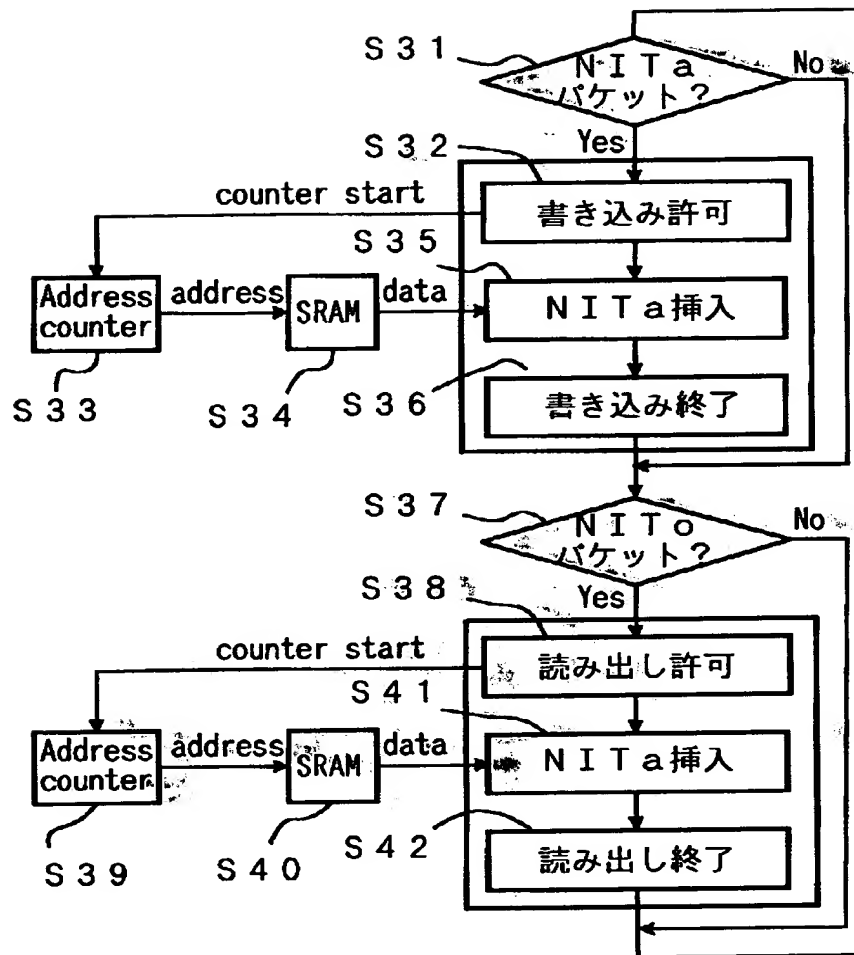 S31
NITa
パケット?
No
Yes
S32
counter start
書き込み許可
S35
Address
counter
address
SRAM
data
NITa挿入
S33
S34
S36
書き込み終了
S37
NITo
パケット?
No
Yes
S38
counter start
読み出し許可
S41
Address
counter
address
SRAM
data
NITa挿入
S39
S40
S42
読み出し終了